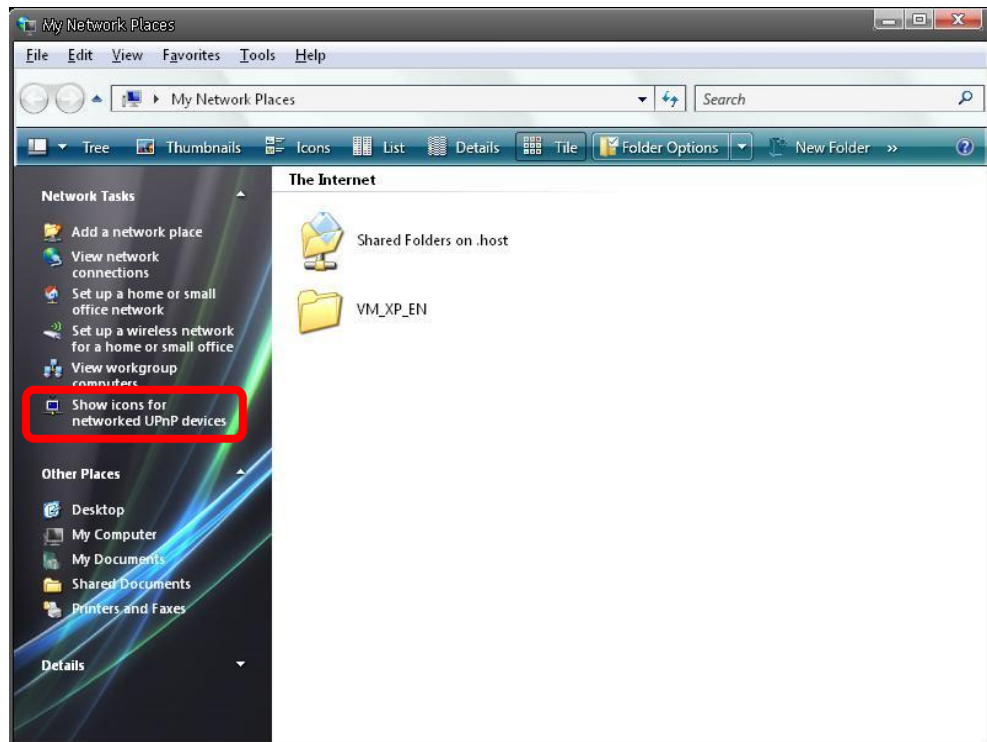 My Network Places
File Edit View Favorites Tools Help
My Network Places Search
Tree Thumbnails Icons List Details Tile Folder Options New Folder »
Network Tasks
Add a network place
View network
connections
Set up a home or small
office network
Set up a wireless network
for a home or small office
View workgroup
computers
Show icons for
networked UPnP devices
Other Places
Desktop
My Computer
My Documents
Shared Documents
Printers and Faxes
Details
The Internet
Shared Folders on .host
VM_XP_EN